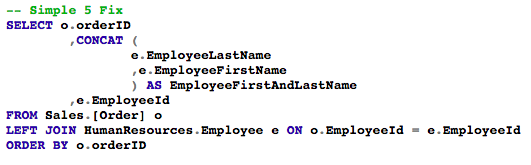 -- Simple 5 Fix
SELECT o.orderID
,CONCAT (
e.EmployeeLastName
,e.EmployeeFirstName
) AS EmployeeFirstAndLastName
,e.EmployeeId
FROM Sales.[Order] o
LEFT JOIN HumanResources.Employee e ON o.EmployeeId = e.EmployeeId
ORDER BY o.orderID